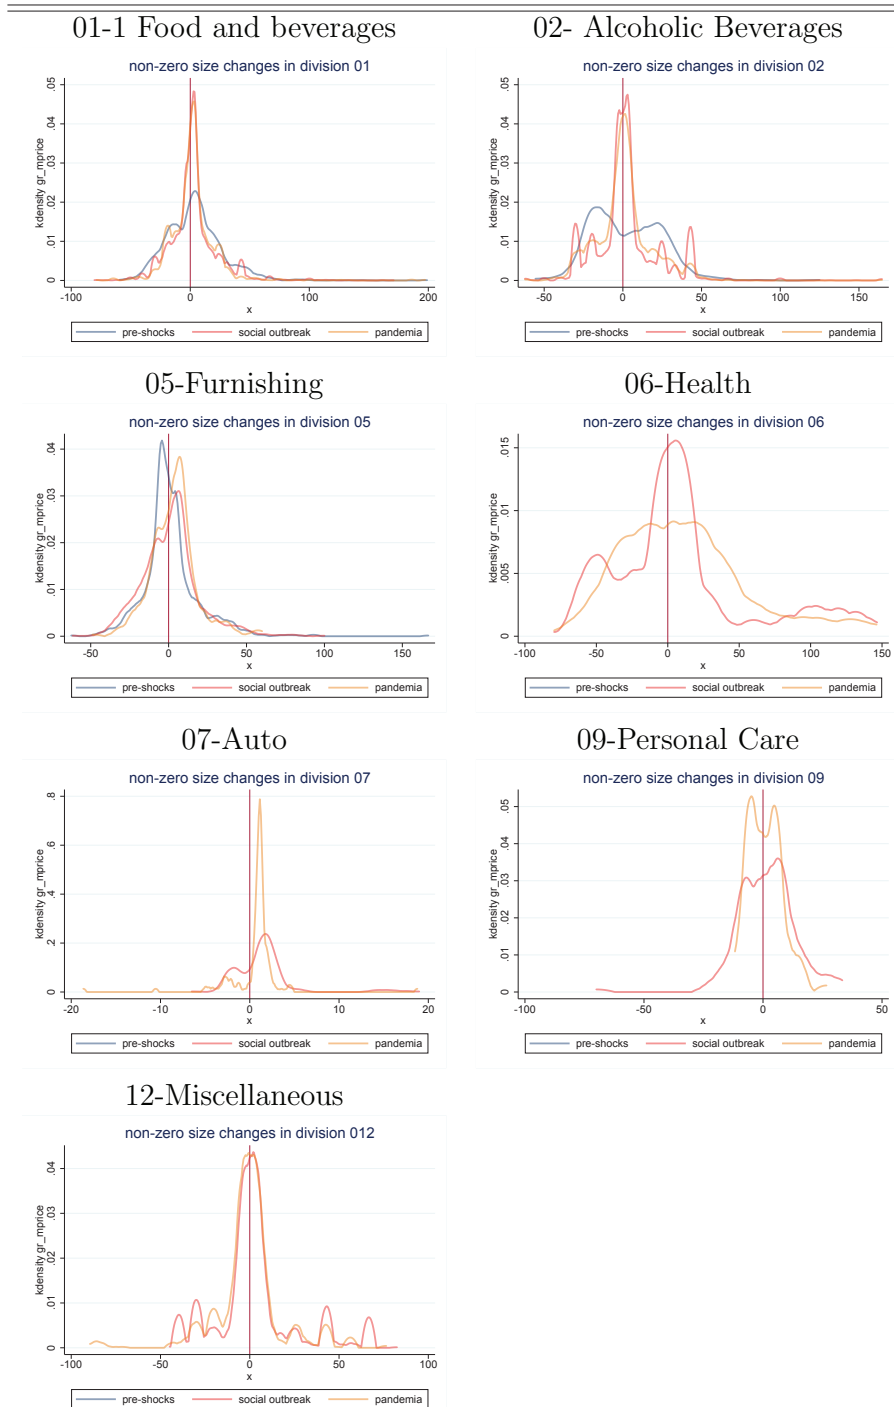 01-1 Food and beverages
non-zero size changes in division 01
kdensity gr_mprice
0 .01 .02 .03 .04 .05
-100 0 100 200
x
pre-shocks social outbreak pandemia
02- Alcoholic Beverages
non-zero size changes in division 02
kdensity gr_mprice
0 .01 .02 .03 .04 .05
-50 0 50 100 150
x
pre-shocks social outbreak pandemia
05-Furnishing
non-zero size changes in division 05
kdensity gr_mprice
0 .01 .02 .03 .04
-50 0 50 100 150
x
pre-shocks social outbreak pandemia
06-Health
non-zero size changes in division 06
kdensity gr_mprice
0 .005 .01 .015
-100 -50 0 50 100 150
x
pre-shocks social outbreak pandemia
07-Auto
non-zero size changes in division 07
kdensity gr_mprice
0 .2 .4 .6 .8
-20 -10 0 10 20
x
pre-shocks social outbreak pandemia
09-Personal Care
non-zero size changes in division 09
kdensity gr_mprice
0 .01 .02 .03 .04 .05
-100 -50 0 50
x
pre-shocks social outbreak pandemia
12-Miscellaneous
non-zero size changes in division 012
kdensity gr_mprice
0 .01 .02 .03 .04
-100 -50 0 50 100
x
pre-shocks social outbreak pandemia